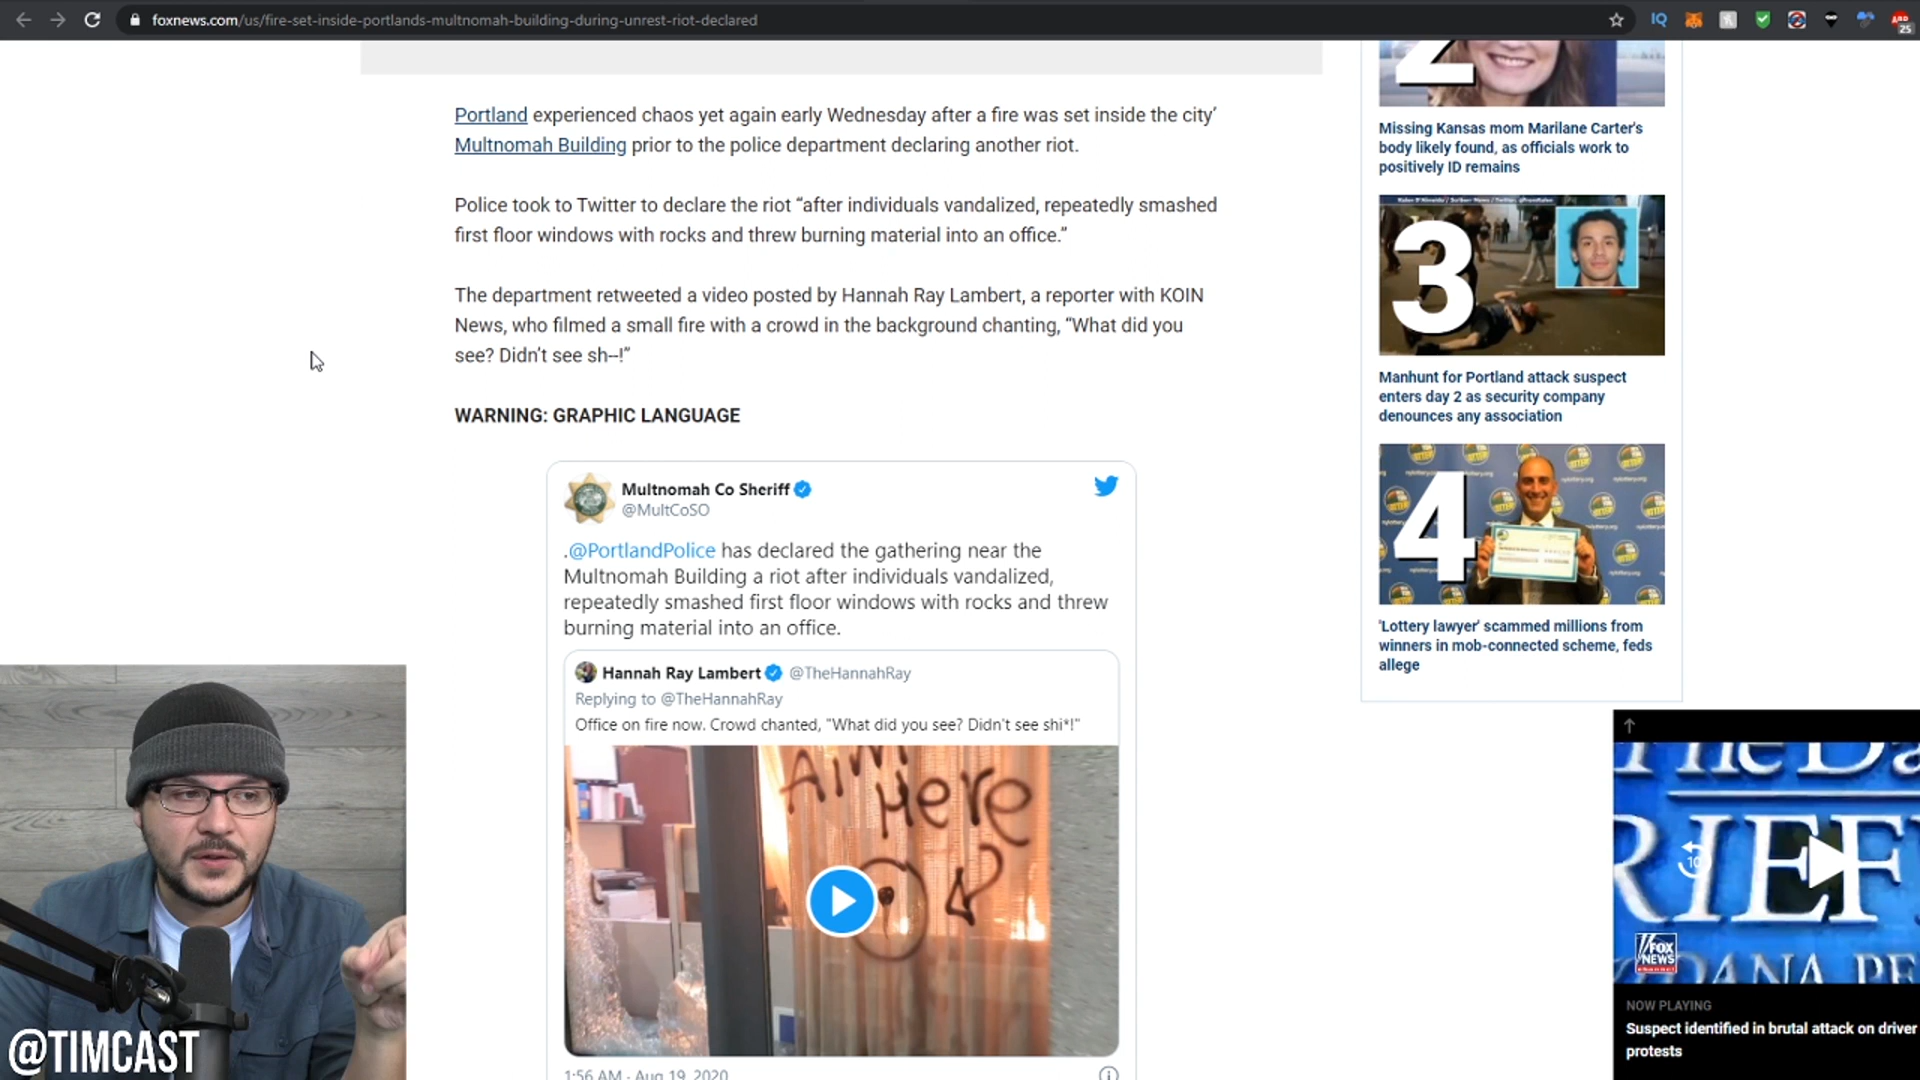 foxnews.com/us/fire-set-inside-portlands-multnomah-building-during-unrest-riot-declared
IQ
25
Portland experienced chaos yet again early Wednesday after a fire was set inside the city’
Multnomah Building prior to the police department declaring another riot.
Police took to Twitter to declare the riot “after individuals vandalized, repeatedly smashed
first floor windows with rocks and threw burning material into an office.”
The department retweeted a video posted by Hannah Ray Lambert, a reporter with KOIN
News, who filmed a small fire with a crowd in the background chanting, “What did you
see? Didn’t see sh--!”
WARNING: GRAPHIC LANGUAGE
Multnomah Co Sheriff
@MultCoSO
.@PortlandPolice has declared the gathering near the
Multnomah Building a riot after individuals vandalized,
repeatedly smashed first floor windows with rocks and threw
burning material into an office.
Hannah Ray Lambert @TheHannahRay
Replying to @TheHannahRay
Office on fire now. Crowd chanted, "What did you see? Didn't see shi*!"
AIM
HERE
1:56 AM · Aug 19, 2020
2
Missing Kansas mom Marilane Carter's
body likely found, as officials work to
positively ID remains
3
Manhunt for Portland attack suspect
enters day 2 as security company
denounces any association
4
'Lottery lawyer' scammed millions from
winners in mob-connected scheme, feds
allege
The Da
RIEF
DANA PE
10
FOX
NEWS
NOW PLAYING
Suspect identified in brutal attack on driver
protests
@TIMCAST